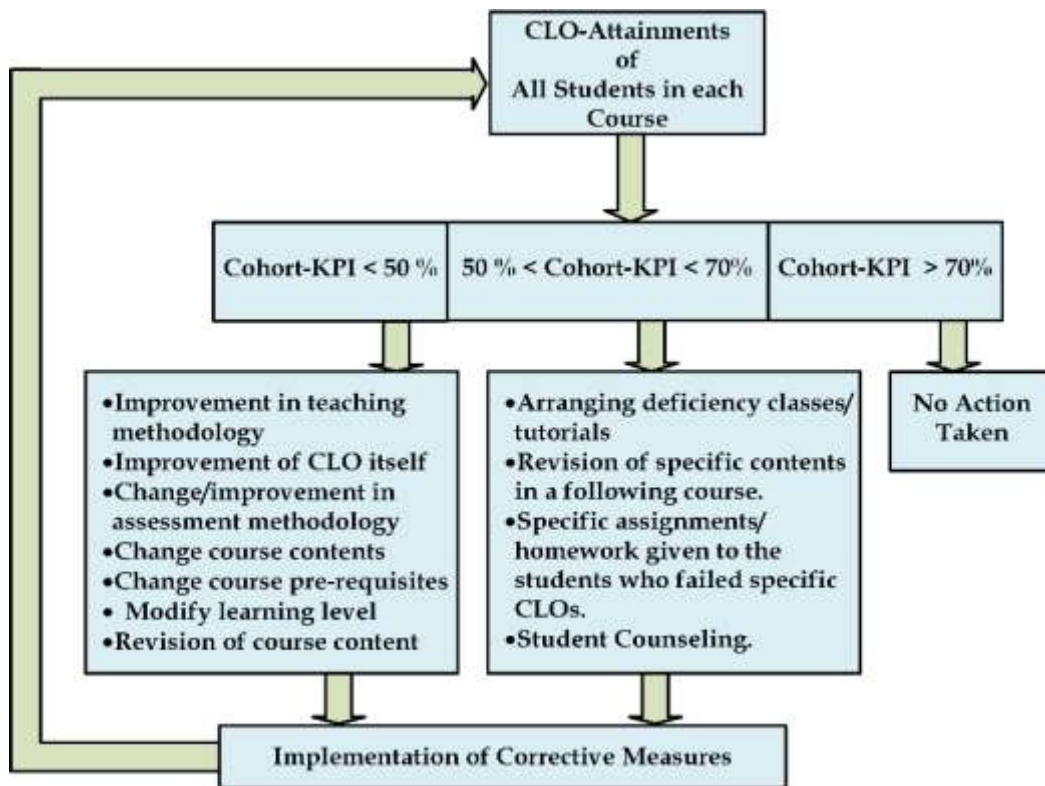 CLO-Attainments
of
All Students in each
Course
Cohort-KPI < 50 %
50 % < Cohort-KPI < 70%
Cohort-KPI > 70%
•Improvement in teaching
methodology
•Improvement of CLO itself
•Change/improvement in
assessment methodology
•Change course contents
•Change course pre-requisites
• Modify learning level
•Revision of course content
•Arranging deficiency classes/
tutorials
•Revision of specific contents
in a following course.
•Specific assignments/
homework given to the
students who failed specific
CLOs.
•Student Counseling.
No Action
Taken
Implementation of Corrective Measures